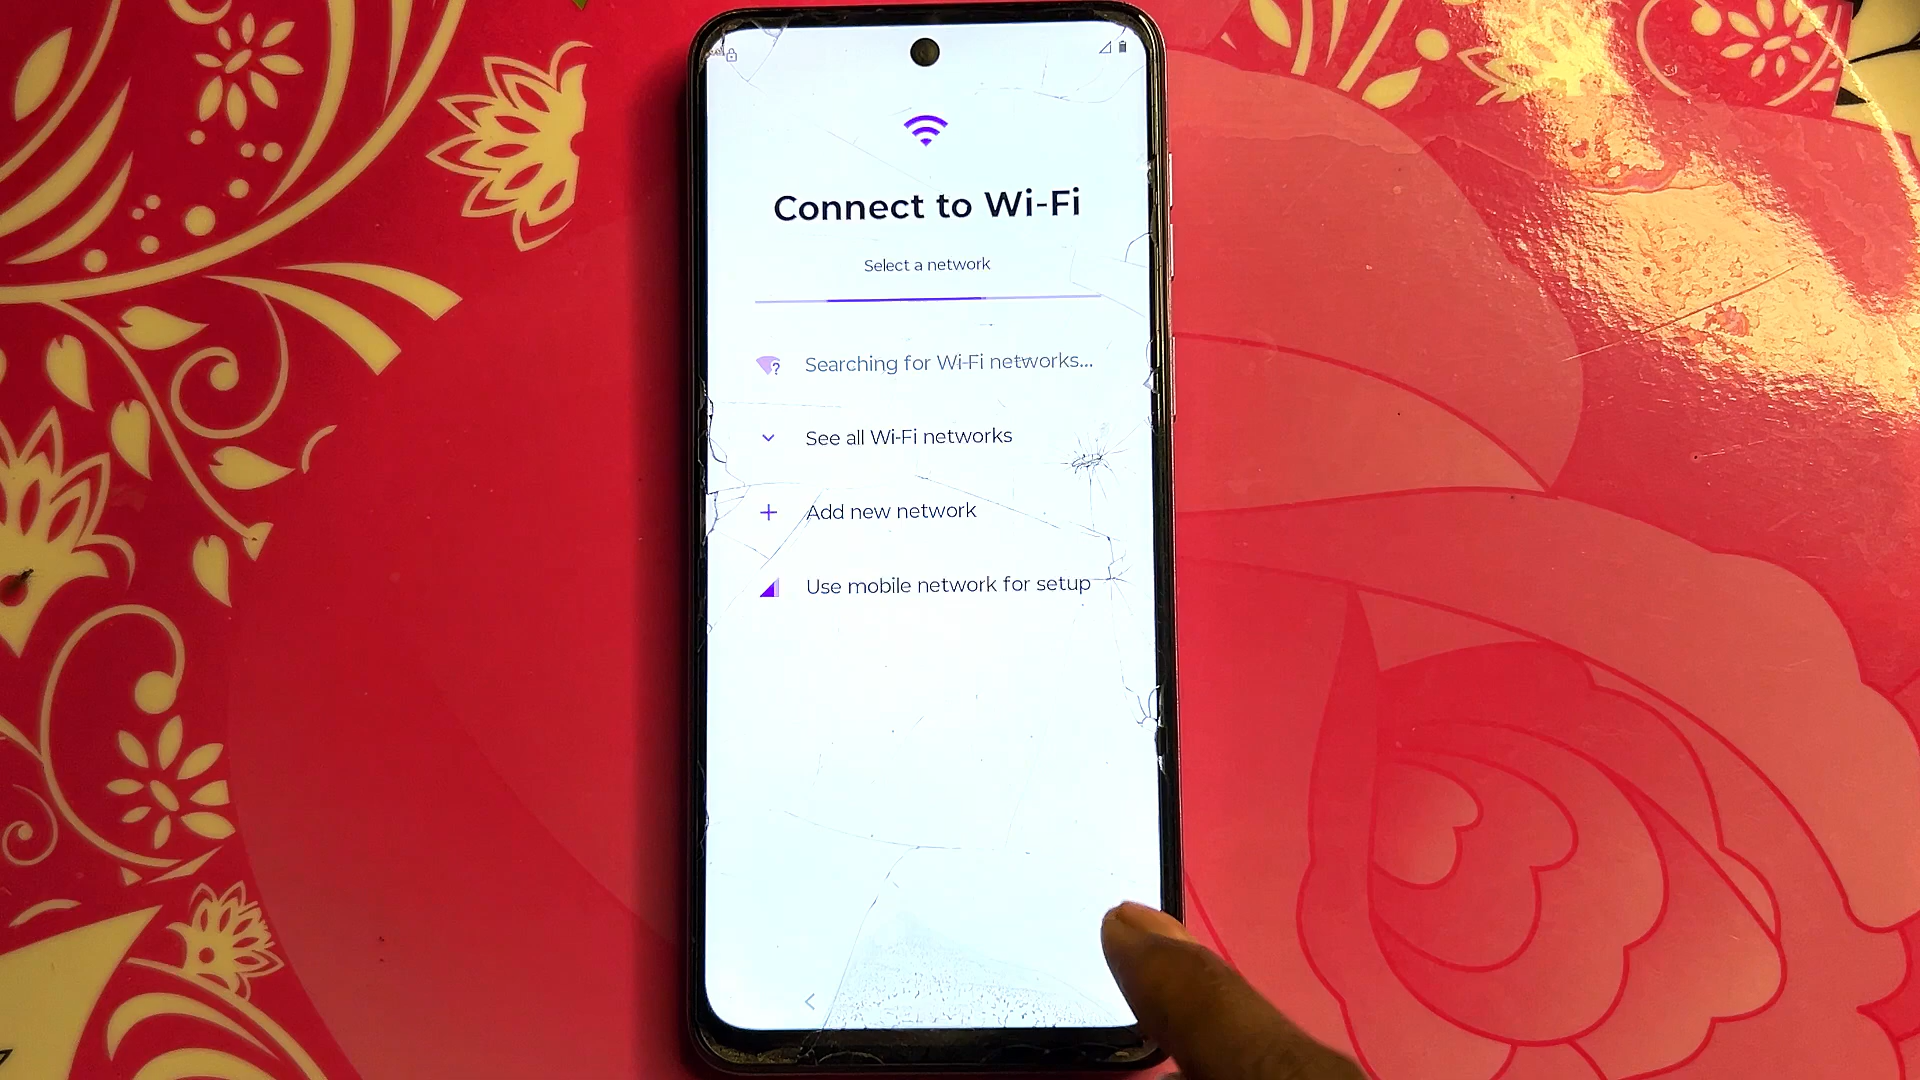 Connect to Wi-Fi
Select a network
Searching for Wi-Fi networks...
See all Wi-Fi networks
Add new network
Use mobile network for setup